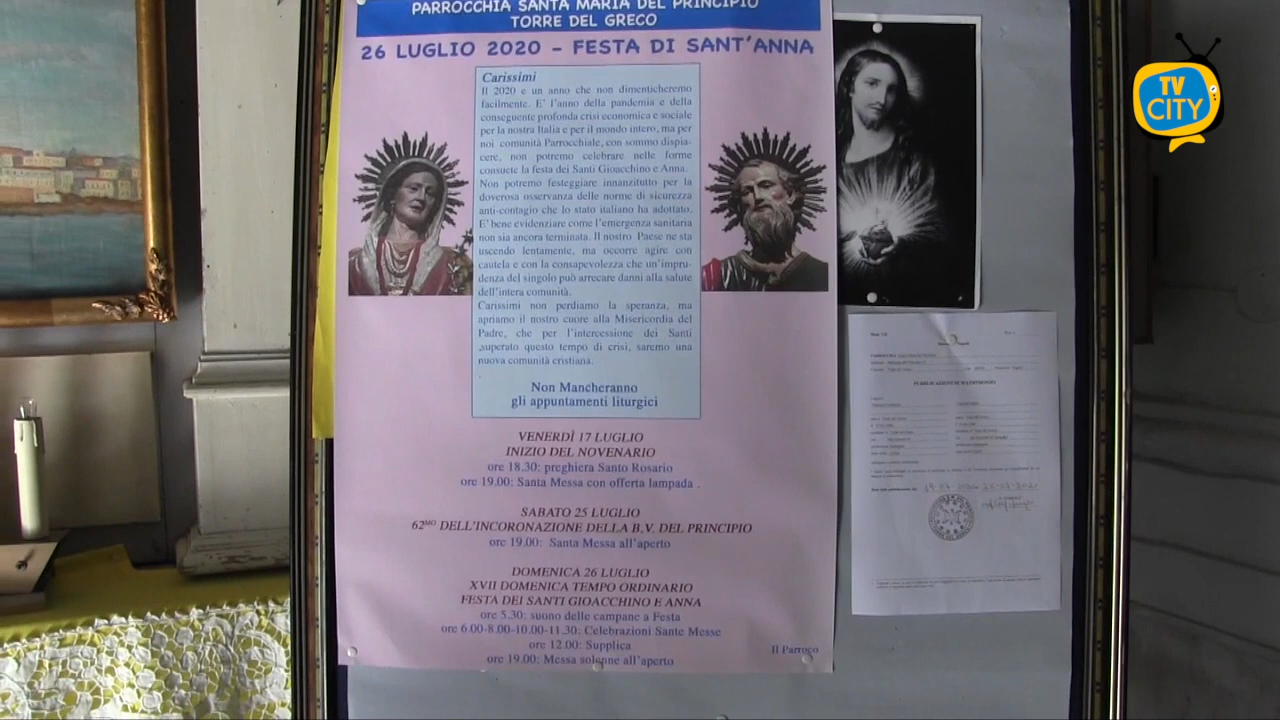 PARROCCHIA SANTA MARIA DEL PRINCIPIO
TORRE DEL GRECO
26 LUGLIO 2020 - FESTA DI SANT'ANNA
Carissimi
Il 2020 e un anno che non dimenticheremo
facilmente. E' l'anno della pandemia e della
conseguente profonda crisi economica e sociale
per la nostra Italia e per il mondo intero, ma per
noi comunità Parrocchiale, con sommo dispia-
cere, non potremo celebrare nelle forme
consuete la festa dei Santi Gioacchino e Anna.
Non potremo festeggiare innanzitutto per la
doverosa osservanza delle norme di sicurezza
anti-contagio che lo stato italiano ha adottato.
E' bene evidenziare come l'emergenza sanitaria
non sia ancora terminata. Il nostro Paese ne sta
uscendo lentamente, ma occorre agire con
cautela e con la consapevolezza che un'impru-
denza del singolo può arrecare danni alla salute
dell'intera comunità.
Carissimi non perdiamo la speranza, ma
apriamo il nostro cuore alla Misericordia del
Padre, che per l'intercessione dei Santi
,superato questo tempo di crisi, saremo una
nuova comunità cristiana.
Non Mancheranno
gli appuntamenti liturgici
VENERDÌ 17 LUGLIO
INIZIO DEL NOVENARIO
ore 18.30: preghiera Santo Rosario
ore 19.00: Santa Messa con offerta lampada .
SABATO 25 LUGLIO
62MO DELL'INCORONAZIONE DELLA B.V. DEL PRINCIPIO
ore 19.00: Santa Messa all'aperto
DOMENICA 26 LUGLIO
XVII DOMENICA TEMPO ORDINARIO
FESTA DEI SANTI GIOACCHINO E ANNA
ore 5.30: suono delle campane a Festa
ore 6.00-8.00-10.00-11.30: Celebrazioni Sante Messe
ore 12.00: Supplica
ore 19.00: Messa solenne all'aperto
Il Parroco
TV
CITY
PUBBLICAZIONE DI MATRIMONIO